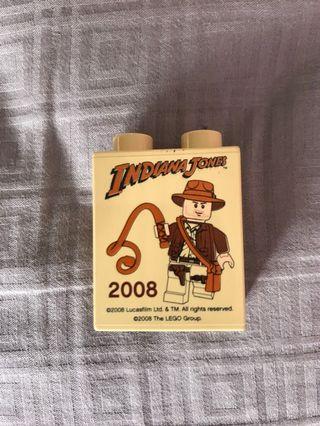 INDIANA JONES
2008
©2008 Lucasfilm Ltd. & TM. All rights reserved.
©2008 The LEGO Group.